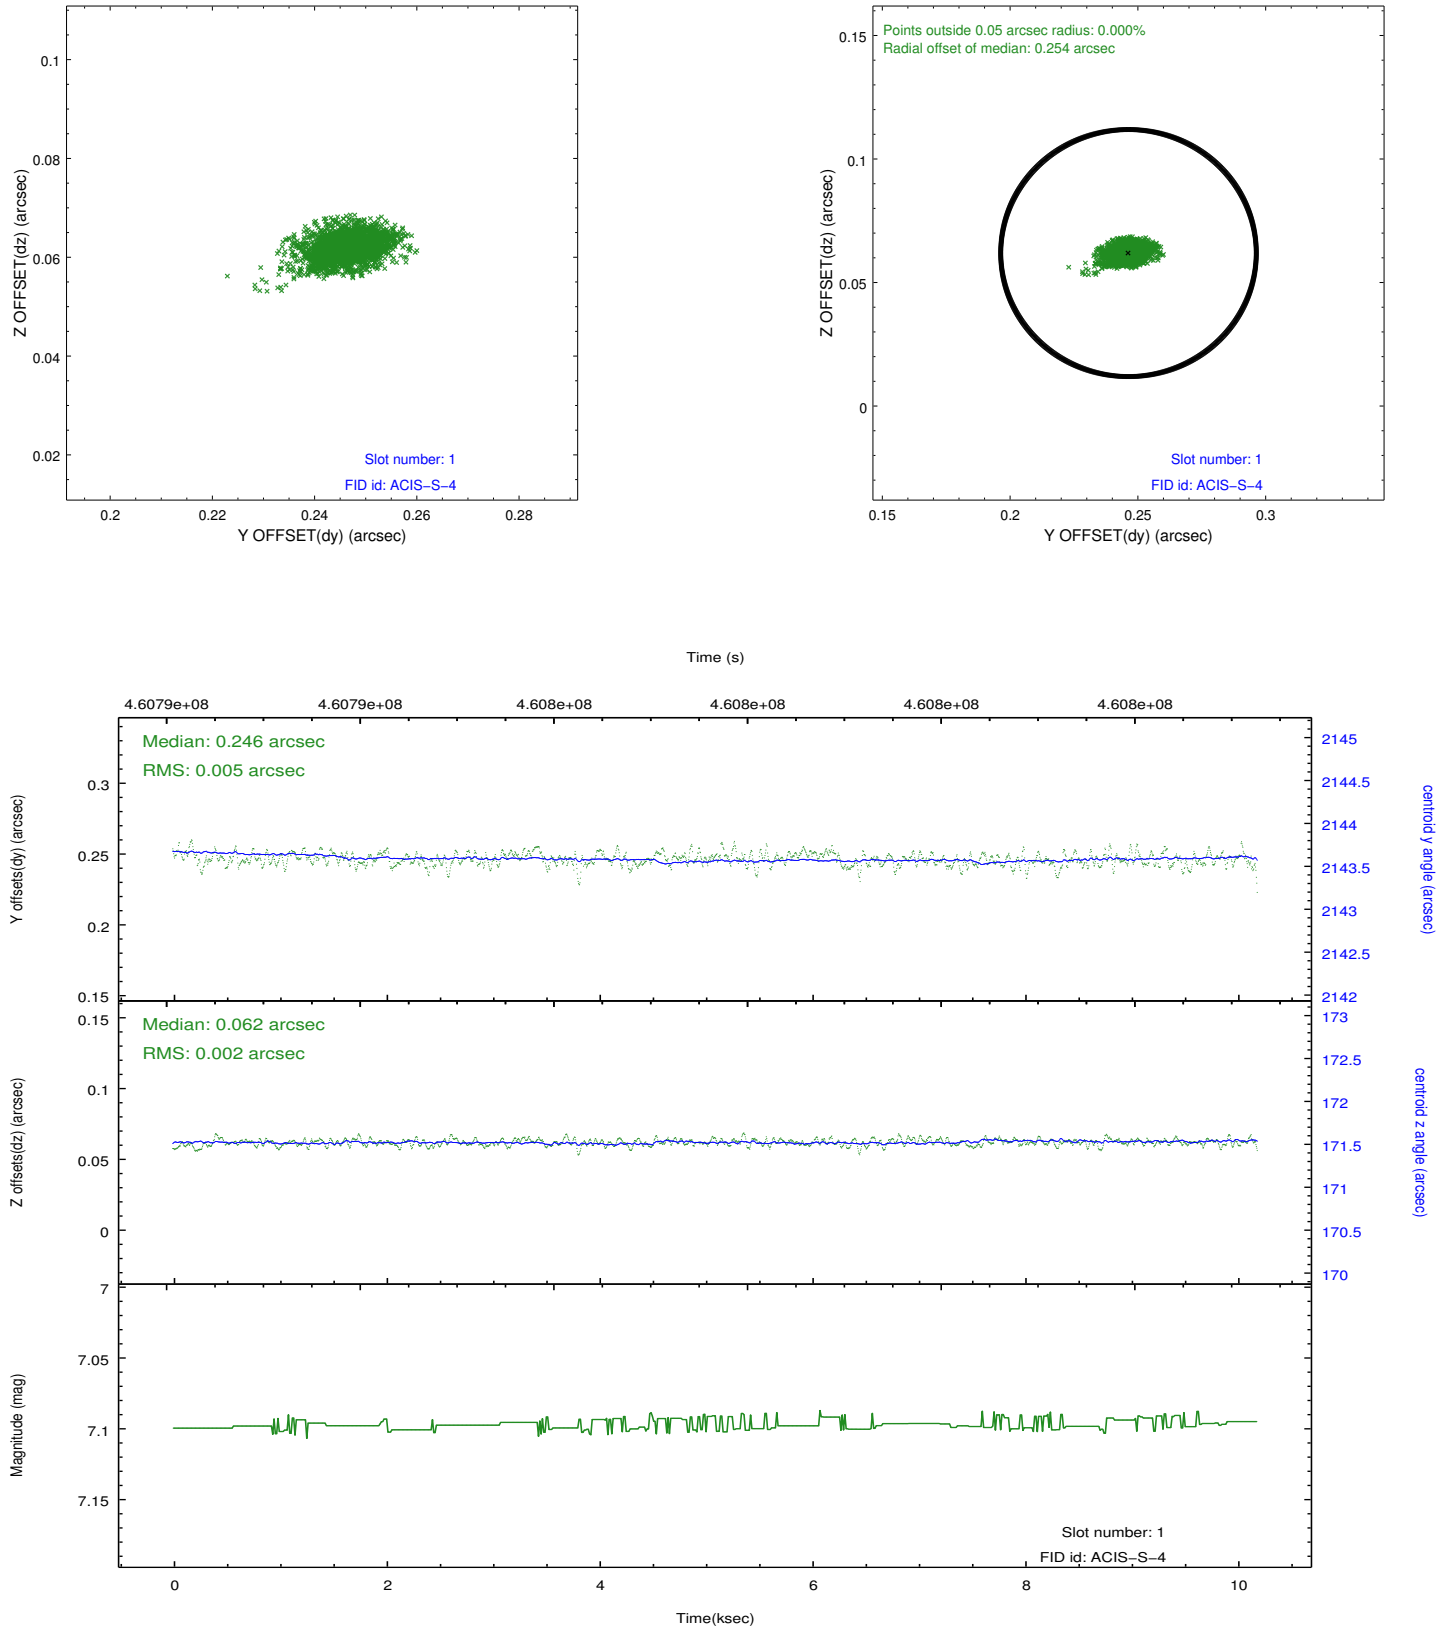 0.1
0.08
0.06
0.04
0.02
Z OFFSET(dz) (arcsec)
Slot number: 1
FID id: ACIS−S−4
0.2 0.22 0.24 0.26 0.28
Y OFFSET(dy) (arcsec)
Points outside 0.05 arcsec radius: 0.000%
Radial offset of median: 0.254 arcsec
0.15
0.1
0.05
0
Z OFFSET(dz) (arcsec)
Slot number: 1
FID id: ACIS−S−4
0.15 0.2 0.25 0.3
Y OFFSET(dy) (arcsec)
Time (s)
4.6079e+08 4.6079e+08 4.608e+08 4.608e+08 4.608e+08 4.608e+08
Median: 0.246 arcsec
RMS: 0.005 arcsec
0.3
0.25
0.2
0.15
Y offsets(dy) (arcsec)
2145
2144.5
2144
2143.5
2143
2142.5
2142
centroid y angle (arcsec)
Median: 0.062 arcsec
RMS: 0.002 arcsec
0.15
0.1
0.05
0
Z offsets(dz) (arcsec)
173
172.5
172
171.5
171
170.5
170
centroid z angle (arcsec)
7
7.05
7.1
7.15
Magnitude (mag)
Slot number: 1
FID id: ACIS−S−4
0 2 4 6 8 10
Time(ksec)